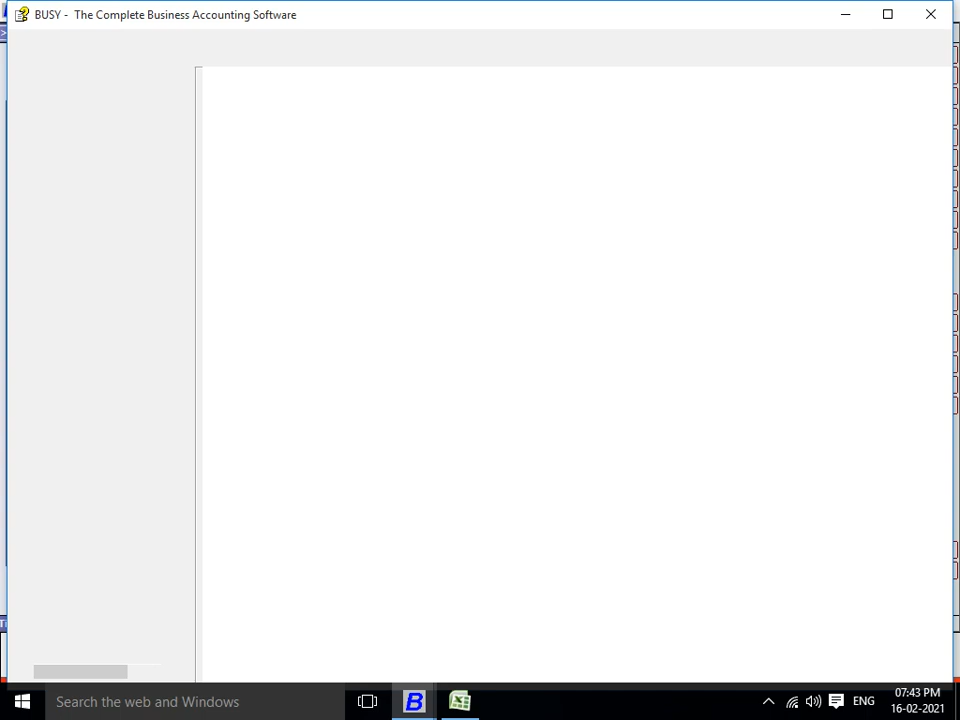 BUSY - The Complete Business Accounting Software
Search the web and Windows
B
ENG
07:43 PM
16-02-2021